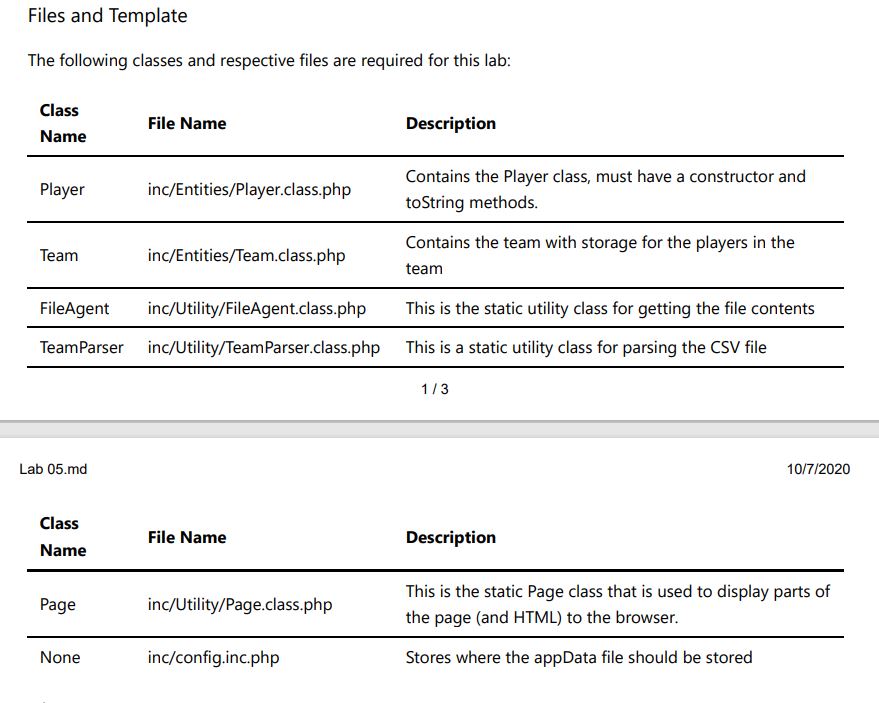 Files and Template
The following classes and respective files are required for this lab:
Class
Name
File Name
Description
Player
inc/Entities/Player.class.php
Contains the Player class, must have a constructor and
toString methods.
Team
inc/Entities/Team.class.php
Contains the team with storage for the players in the
team
FileAgent
inc/Utility/FileAgent.class.php
This is the static utility class for getting the file contents
TeamParser
inc/Utility/TeamParser.class.php
This is a static utility class for parsing the CSV file
1 / 3
Lab 05.md
10/7/2020
Class
Name
File Name
Description
Page
inc/Utility/Page.class.php
This is the static Page class that is used to display parts of
the page (and HTML) to the browser.
None
inc/config.inc.php
Stores where the appData file should be stored